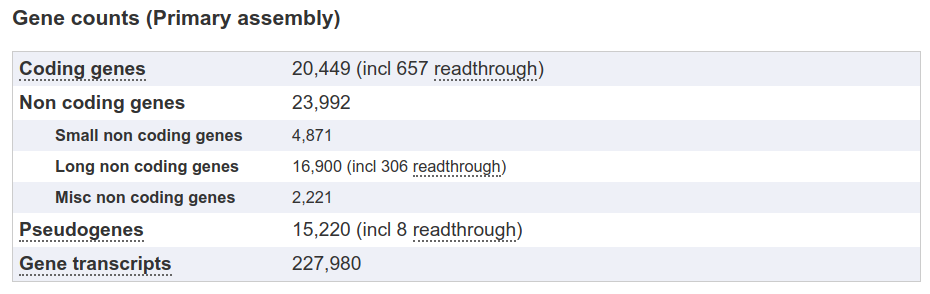 Gene counts (Primary assembly)
Coding genes 20,449 (incl 657 readthrough)
Non coding genes 23,992
Small non coding genes 4,871
Long non coding genes 16,900 (incl 306 readthrough)
Misc non coding genes 2,221
Pseudogenes 15,220 (incl 8 readthrough)
Gene transcripts 227,980